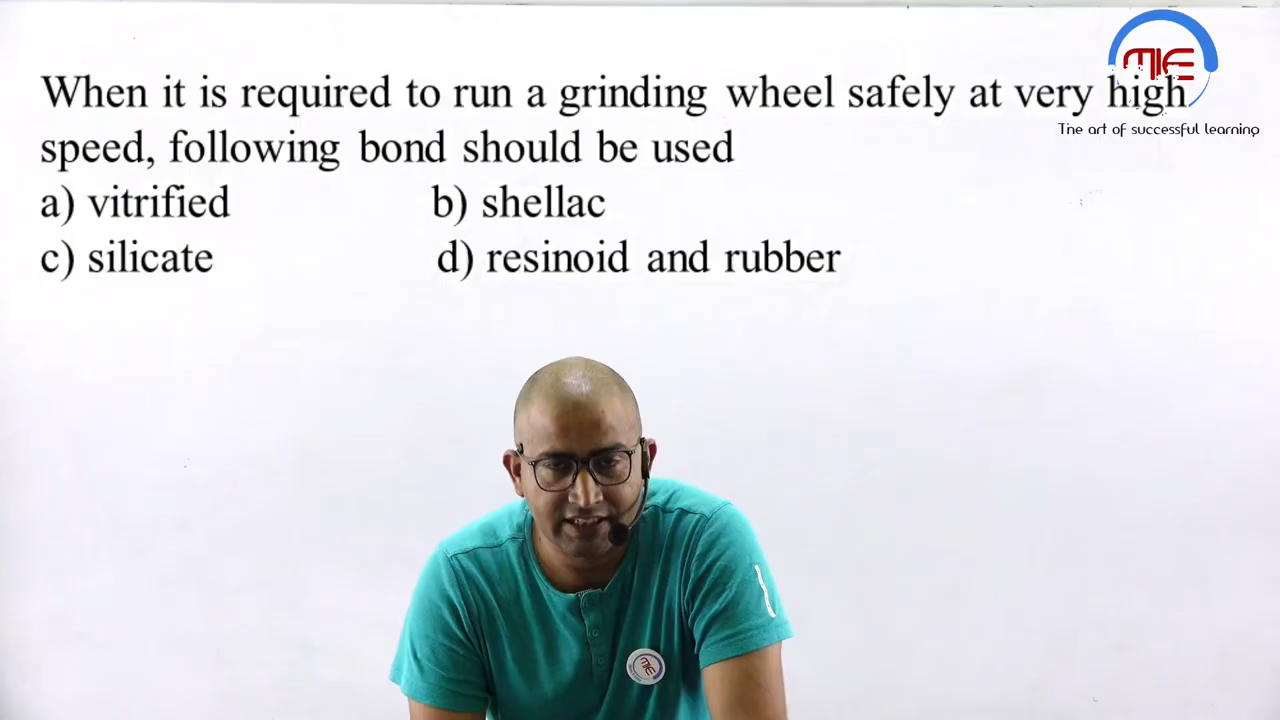 MIE
The art of successful learning
When it is required to run a grinding wheel safely at very high
speed, following bond should be used
a) vitrified b) shellac
c) silicate d) resinoid and rubber
MIE